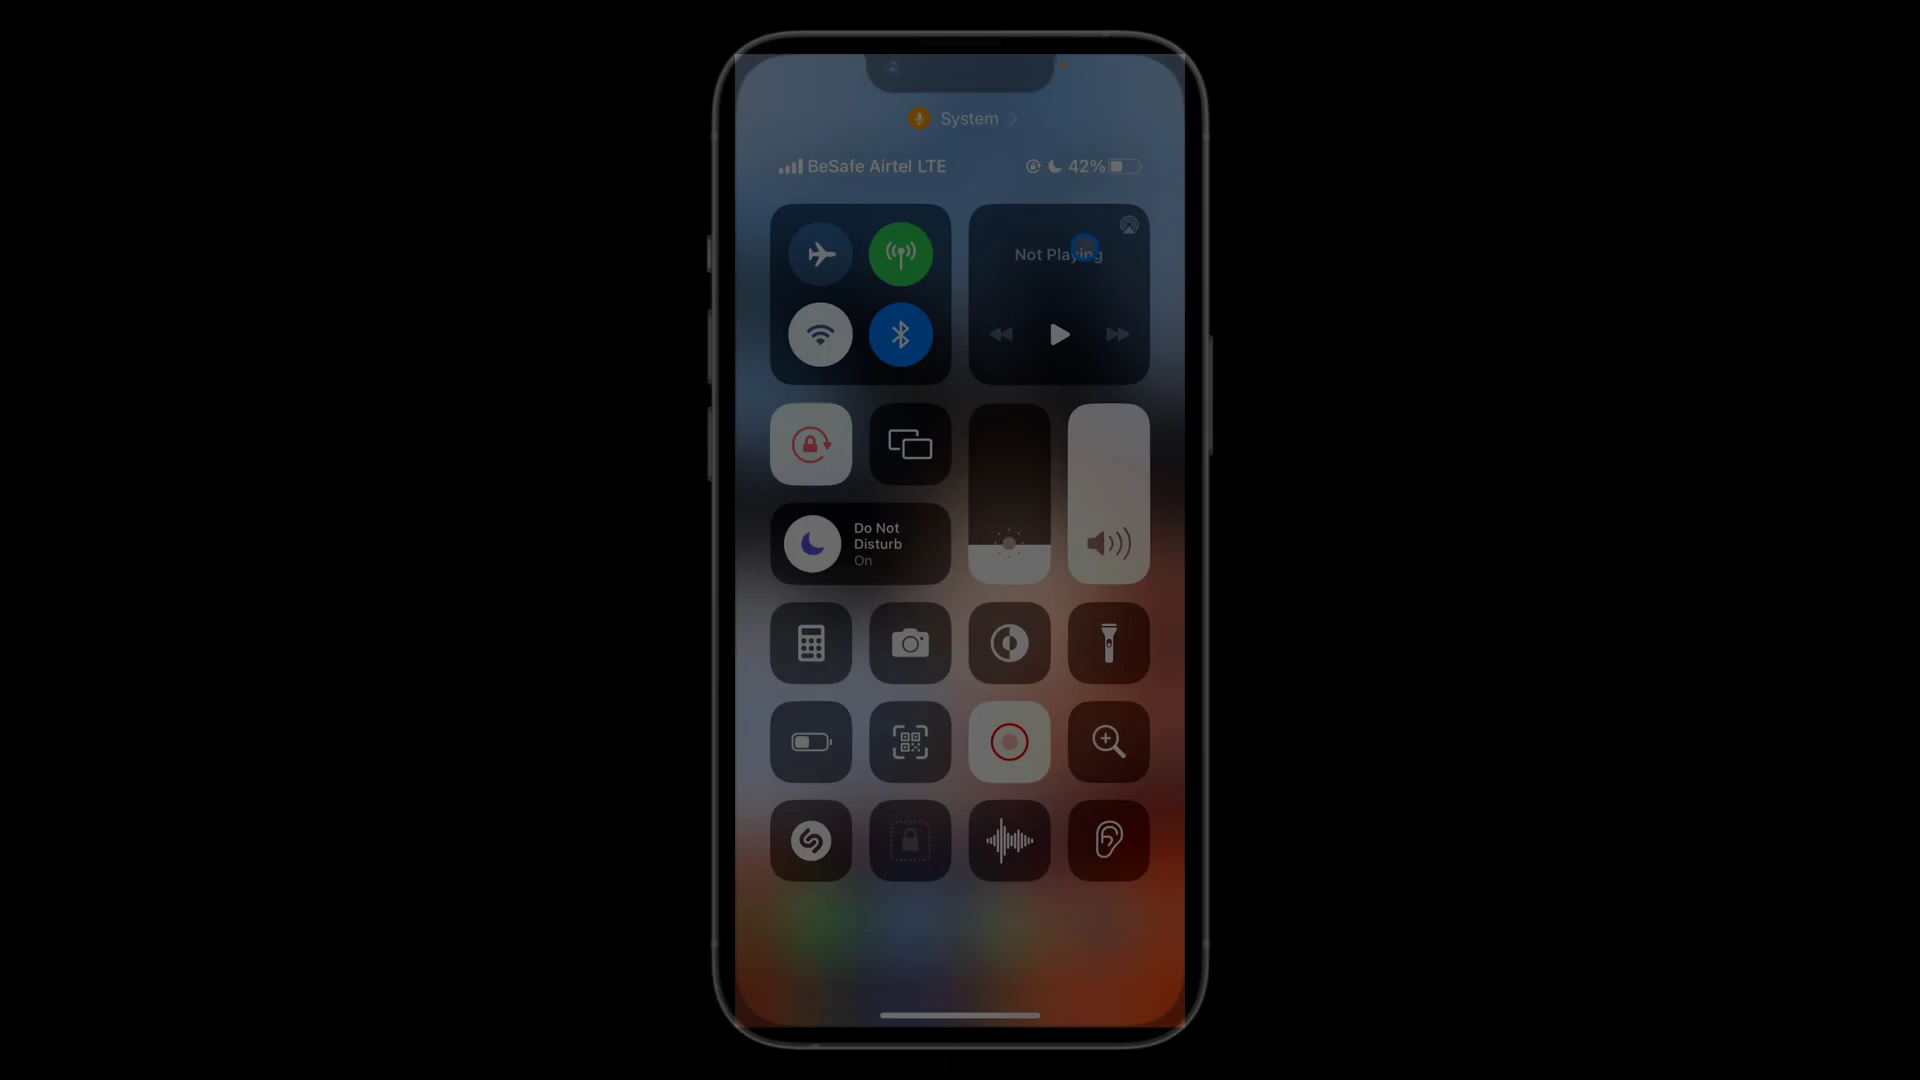 System
BeSafe Airtel LTE
42%
Not Playing
Do Not
Disturb
On